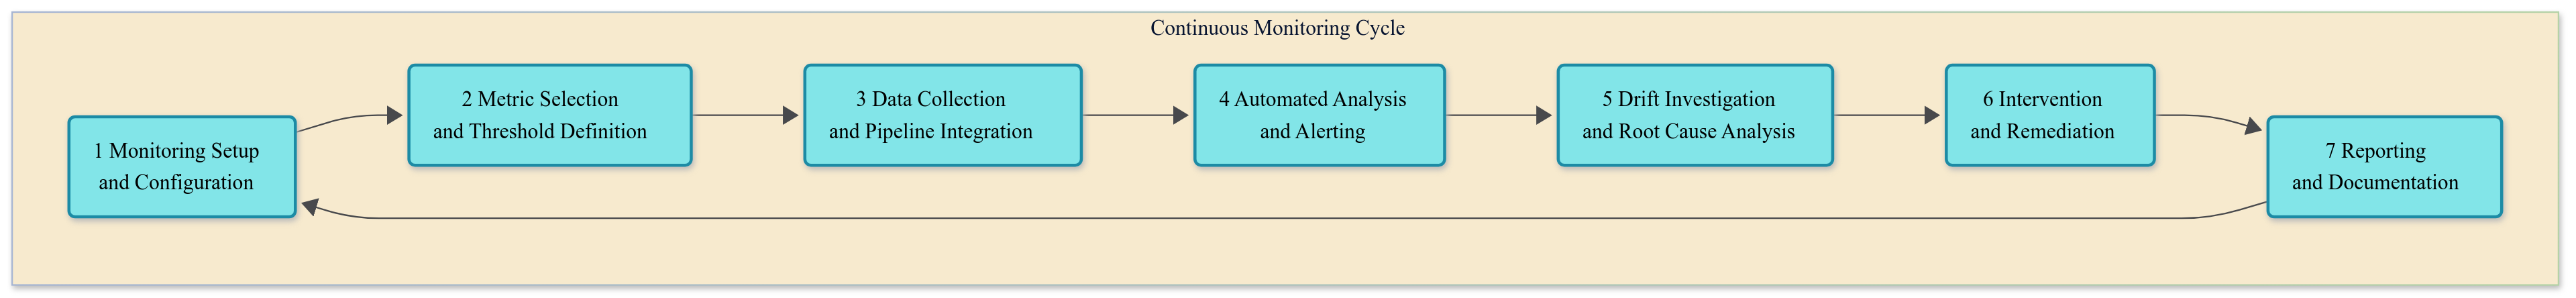 Continuous Monitoring Cycle
1 Monitoring Setup
and Configuration
2 Metric Selection
and Threshold Definition
3 Data Collection
and Pipeline Integration
4 Automated Analysis
and Alerting
5 Drift Investigation
and Root Cause Analysis
6 Intervention
and Remediation
7 Reporting
and Documentation